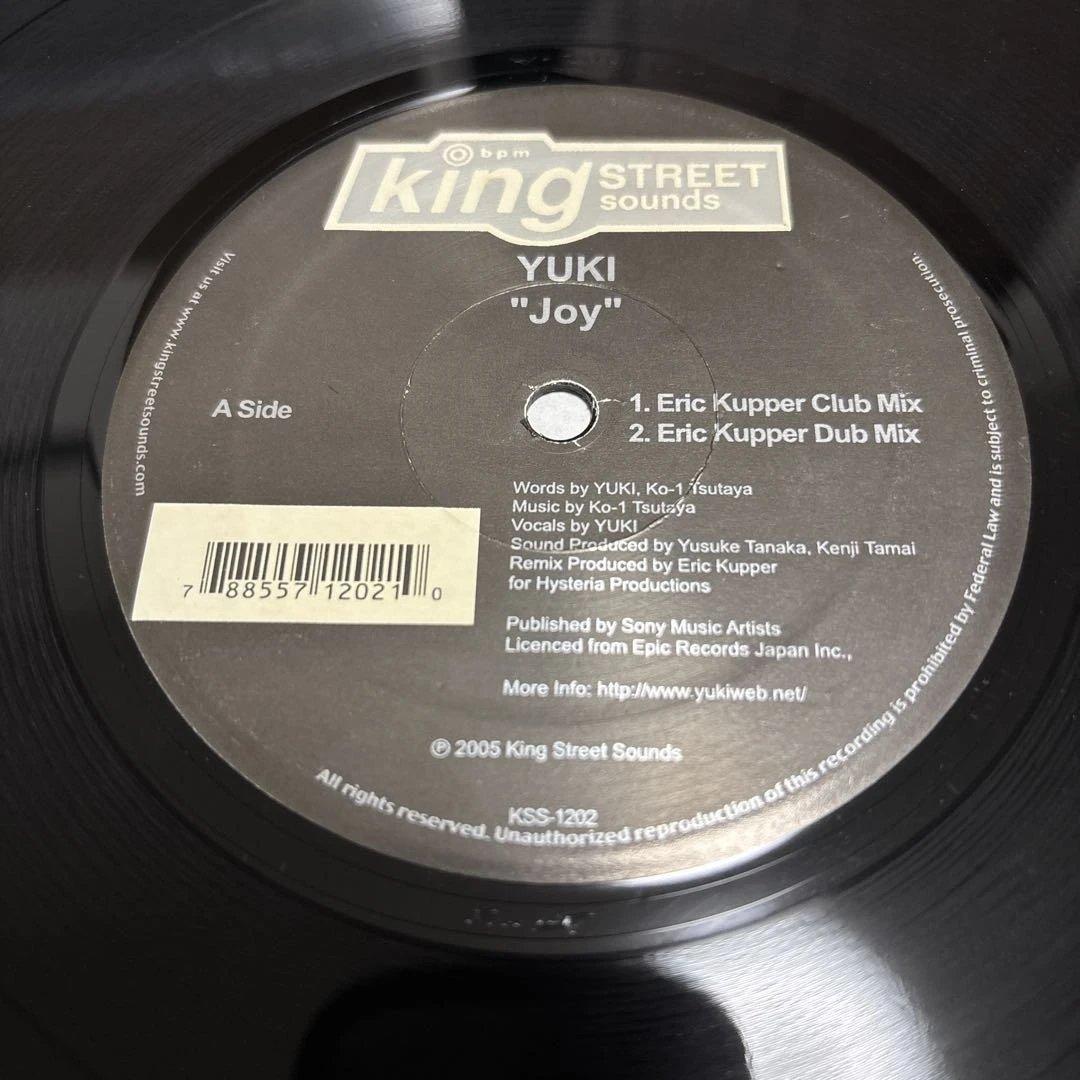 bpm
king STREET
sounds
YUKI
"Joy"
A Side
1. Eric Kupper Club Mix
2. Eric Kupper Dub Mix
Words by YUKI, Ko-1 Tsutaya
Music by Ko-1 Tsutaya
Vocals by YUKI
Sound Produced by Yusuke Tanaka, Kenji Tamai
Remix Produced by Eric Kupper
for Hysteria Productions
7 88557 12021 0
Published by Sony Music Artists
Licenced from Epic Records Japan Inc.,
More Info: http://www.yukiweb.net/
℗ 2005 King Street Sounds
KSS-1202
Visit us at www.kingstreetsounds.com
All rights reserved. Unauthorized reproduction of this recording is prohibited by Federal Law and is subject to criminal prosecution.